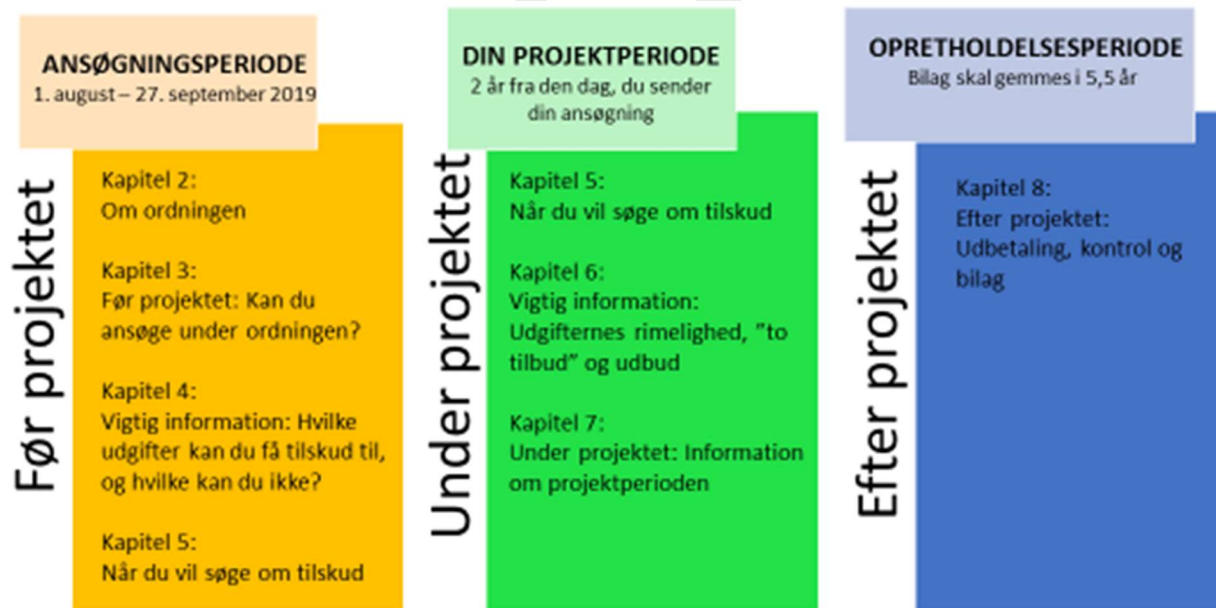 ANSØGNINGSPERIODE
1. august – 27. september 2019
Før projektet
Kapitel 2:
Om ordningen
Kapitel 3:
Før projektet: Kan du
ansøge under ordningen?
Kapitel 4:
Vigtig information: Hvilke
udgifter kan du få tilskud til,
og hvilke kan du ikke?
Kapitel 5:
Når du vil søge om tilskud
DIN PROJEKTPERIODE
2 år fra den dag, du sender
din ansøgning
Under projektet
Kapitel 5:
Når du vil søge om tilskud
Kapitel 6:
Vigtig information:
Udgifternes rimelighed, ”to
tilbud” og udbud
Kapitel 7:
Under projektet: Information
om projektperioden
OPRETHOLDELSESPERIODE
Bilag skal gemmes i 5,5 år
Efter projektet
Kapitel 8:
Efter projektet:
Udbetaling, kontrol og
bilag